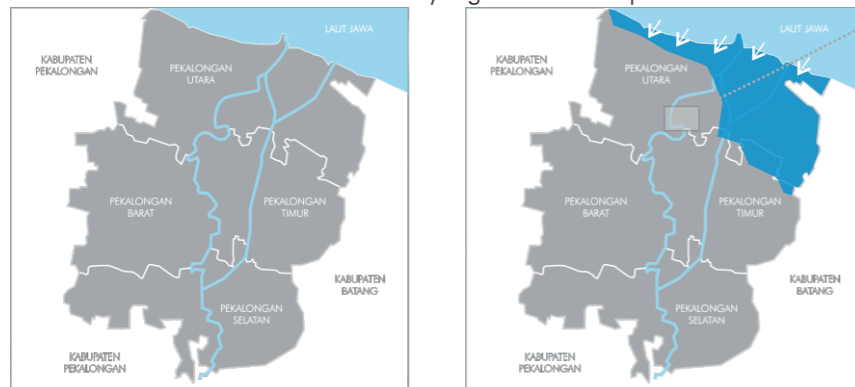 LAUT JAWA
KABUPATEN
PEKALONGAN
PEKALONGAN
UTARA
PEKALONGAN
BARAT
PEKALONGAN
TIMUR
KABUPATEN
BATANG
PEKALONGAN
SELATAN
KABUPATEN
PEKALONGAN
LAUT JAWA
KABUPATEN
PEKALONGAN
PEKALONGAN
UTARA
PEKALONGAN
BARAT
PEKALONGAN
TIMUR
KABUPATEN
BATANG
PEKALONGAN
SELATAN
KABUPATEN
PEKALONGAN